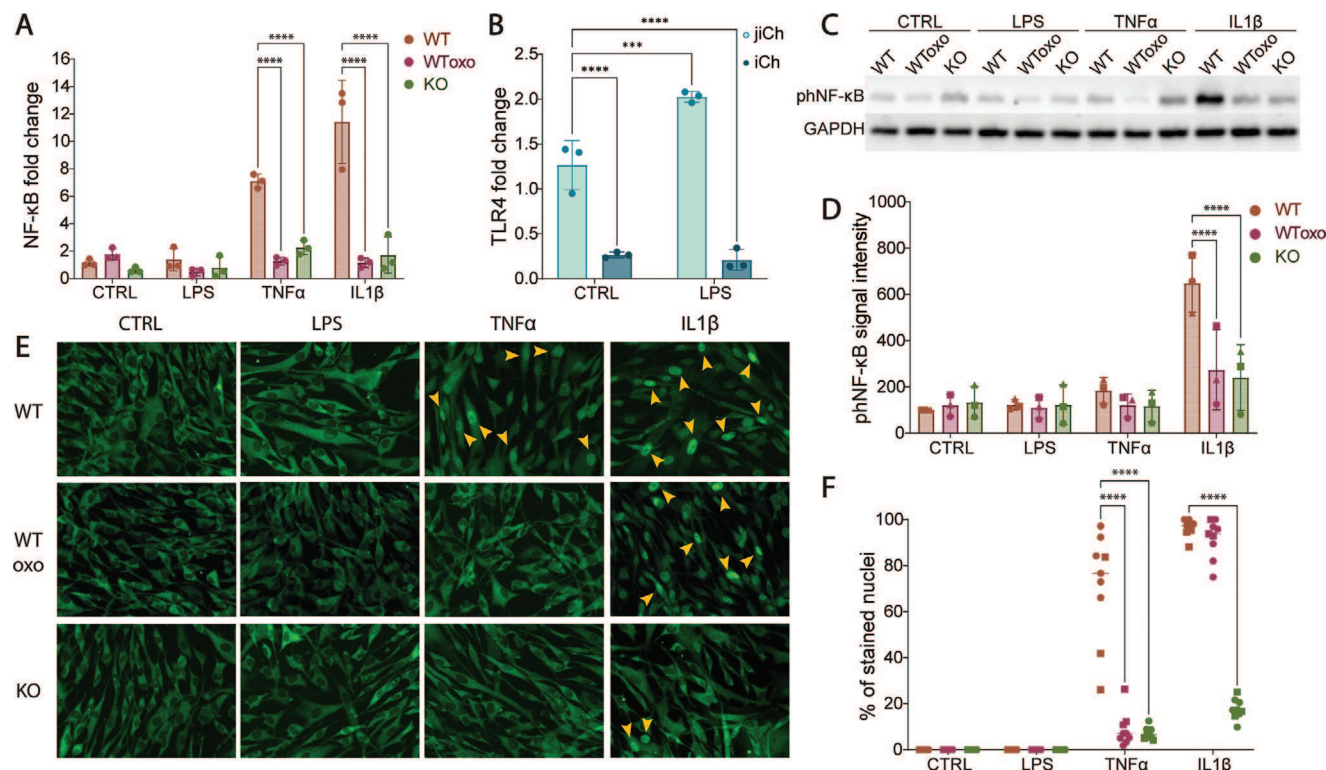 A
NF-κB fold change
16
14
12
10
8
6
4
2
0
CTRL
LPS
TNFα
IL1β
WT
WToxo
KO
****
****
****
****
B
TLR4 fold change
2.5
2.0
1.5
1.0
0.5
0.0
CTRL
LPS
jiCh
iCh
****
***
****
C
CTRL LPS TNFα IL1β
WT WToxo KO WT WToxo KO WT WToxo KO WT WToxo KO
phNF-κB
GAPDH
D
phNF-κB signal intensity
1000
800
600
400
200
0
CTRL
LPS
TNFα
IL1β
WT
WToxo
KO
****
****
E
CTRL LPS TNFα IL1β
WT
WT
oxo
KO
F
% of stained nuclei
100
80
60
40
20
0
CTRL
LPS
TNFα
IL1β
****
****
****